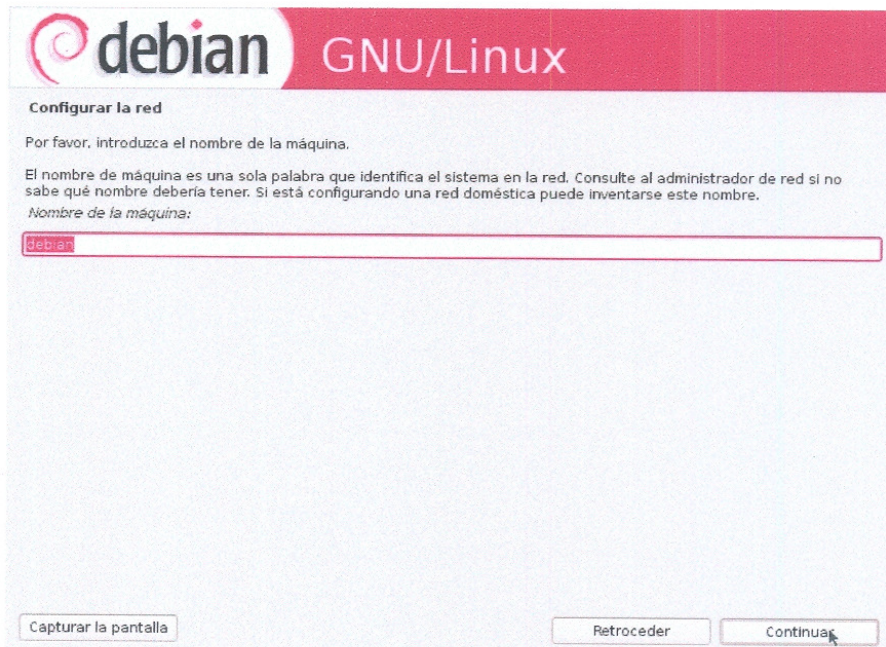 debian GNU/Linux
Configurar la red
Por favor, introduzca el nombre de la máquina.
El nombre de máquina es una sola palabra que identifica el sistema en la red. Consulte al administrador de red si no
sabe qué nombre debería tener. Si está configurando una red doméstica puede inventarse este nombre.
Nombre de la máquina:
debian
Capturar la pantalla
Retroceder
Continuar